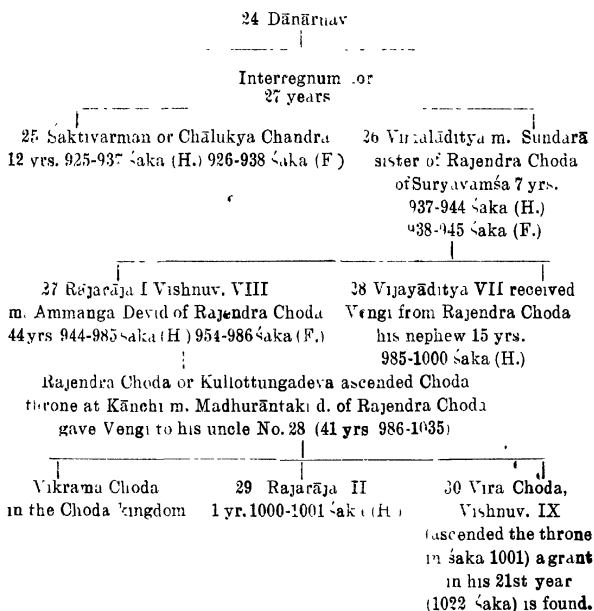 24 Dānārṇav
Interregnum or
27 years
25 Śaktivarman or Chālukya Chandra
12 yrs. 925-937 Śaka (H.) 926-938 Śaka (F)
26 Vimalāditya m. Sundarā
sister of Rajendra Choda
of Suryavamśa 7 yrs.
937-944 Śaka (H.)
938-945 Śaka (F.)
27 Rajarāja I Vishnuv. VIII
m. Ammanga Devi d of Rajendra Choda
44 yrs 944-985 Śaka (H) 954-986 Śaka (F.)
28 Vijayāditya VII received
Vengi from Rajendra Choda
his nephew 15 yrs.
985-1000 Śaka (H.)
Rajendra Choda or Kullottungadeva ascended Choda
throne at Kānchi m. Madhurāntaki d. of Rajendra Choda
gave Vengi to his uncle No. 28 (41 yrs 986-1035)
Vikrama Choda
in the Choda kingdom
29 Rajarāja II
1 yr. 1000-1001 Śak (H)
30 Vira Choda,
Vishnuv. IX
(ascended the throne
in śaka 1001) a grant
in his 21st year
(1022 Śaka) is found.